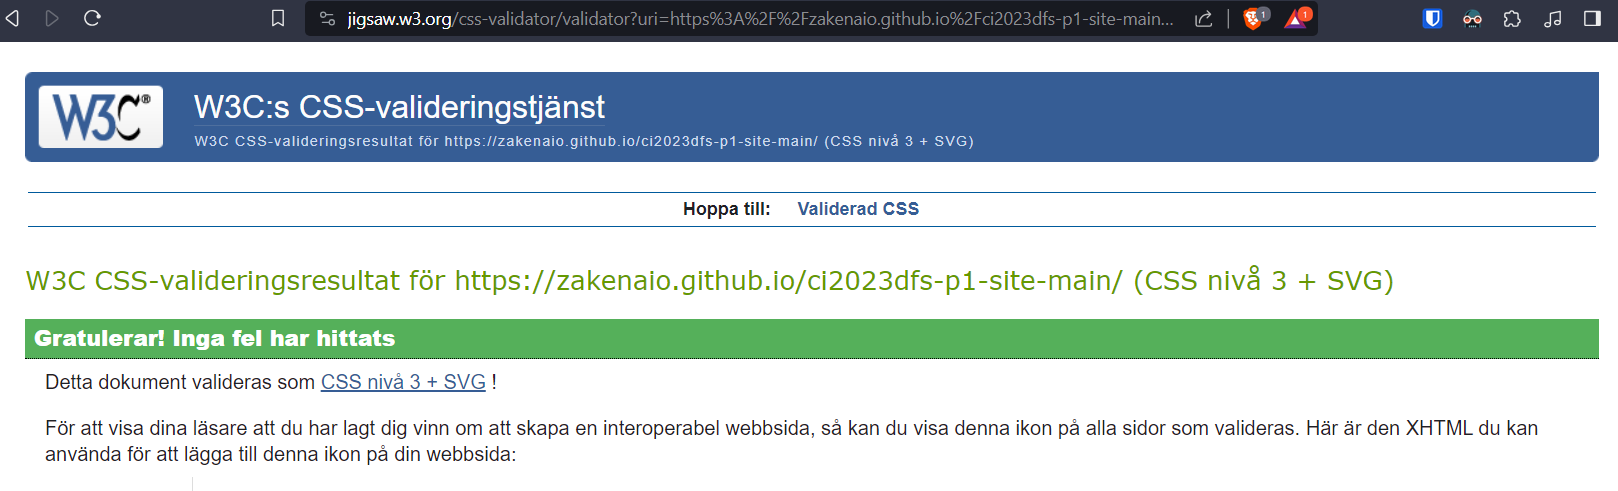 jigsaw.w3.org/css-validator/validator?uri=https%3A%2F%2Fzakenaio.github.io%2Fci2023dfs-p1-site-main...
1
1
W3C®
W3C:s CSS-valideringstjänst
W3C CSS-valideringsresultat för https://zakenaio.github.io/ci2023dfs-p1-site-main/ (CSS nivå 3 + SVG)
Hoppa till: Validerad CSS
W3C CSS-valideringsresultat för https://zakenaio.github.io/ci2023dfs-p1-site-main/ (CSS nivå 3 + SVG)
Gratulerar! Inga fel har hittats
Detta dokument valideras som CSS nivå 3 + SVG !
För att visa dina läsare att du har lagt dig vinn om att skapa en interoperabel webbsida, så kan du visa denna ikon på alla sidor som valideras. Här är den XHTML du kan
använda för att lägga till denna ikon på din webbsida: